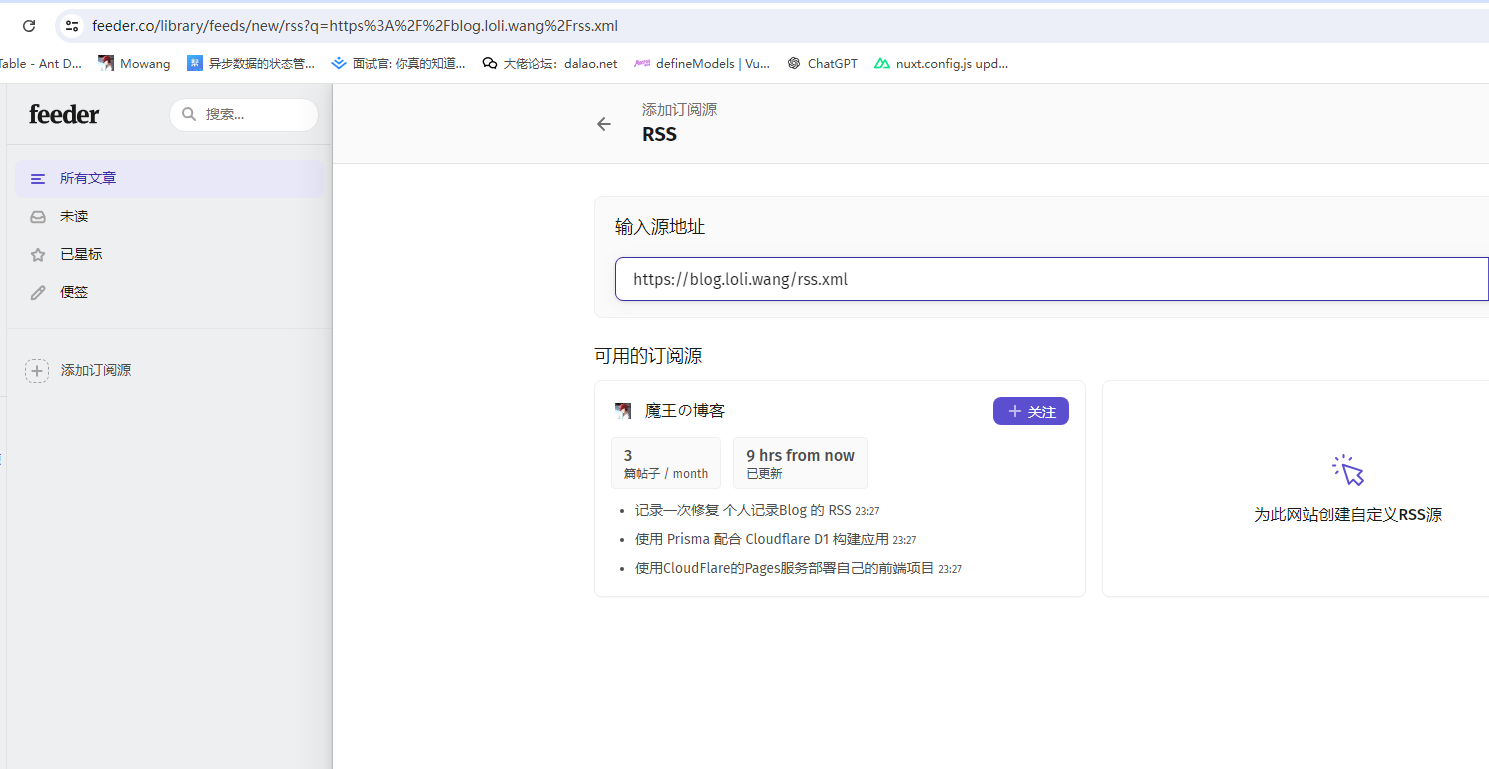 feeder.co/library/feeds/new/rss?q=https%3A%2F%2Fblog.loli.wang%2Frss.xml
Table - Ant D...
Mowang
异步数据的状态管...
面试官: 你真的知道...
大佬论坛：dalao.net
defineModels | Vu...
ChatGPT
nuxt.config.js upd...
feeder
搜索...
所有文章
未读
已星标
便签
添加订阅源
添加订阅源
RSS
输入源地址
https://blog.loli.wang/rss.xml
可用的订阅源
魔王の博客
关注
3
篇帖子 / month
9 hrs from now
已更新
记录一次修复 个人记录Blog 的 RSS 23:27
使用 Prisma 配合 Cloudflare D1 构建应用 23:27
使用CloudFlare的Pages服务部署自己的前端项目 23:27
为此网站创建自定义RSS源